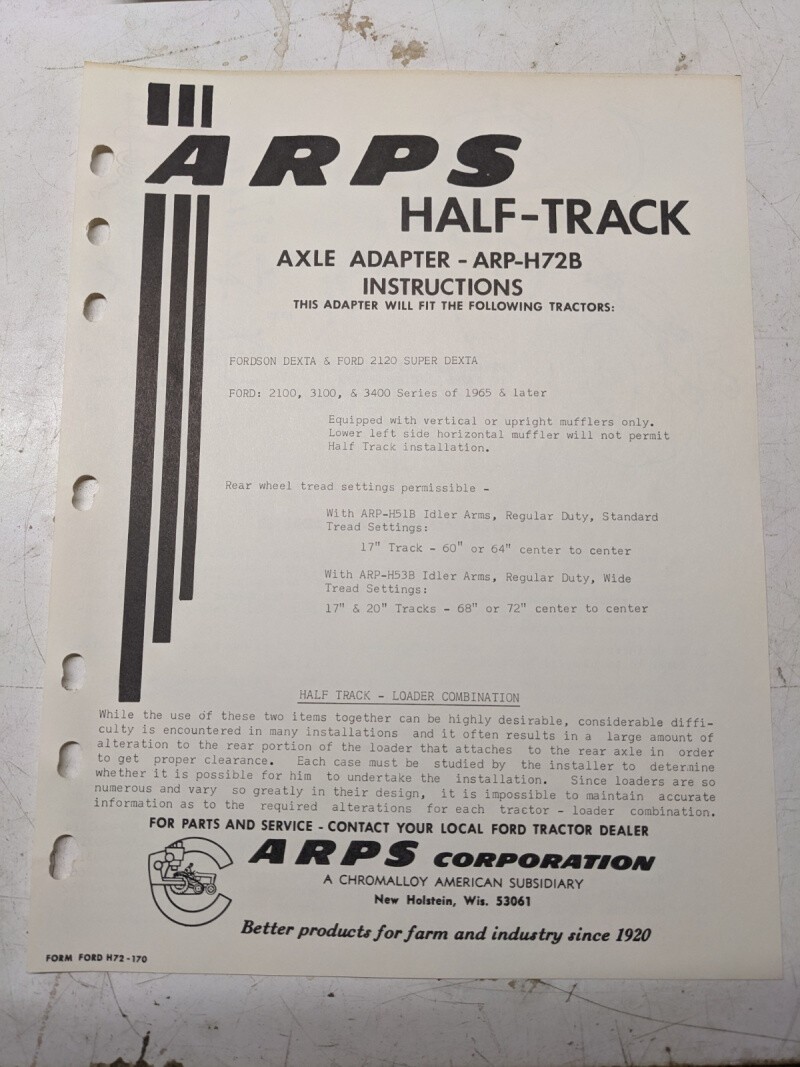 ARPS
HALF-TRACK
AXLE ADAPTER - ARP-H72B
INSTRUCTIONS
THIS ADAPTER WILL FIT THE FOLLOWING TRACTORS:
FORDSON DEXTA & FORD 2120 SUPER DEXTA
FORD: 2100, 3100, & 3400 Series of 1965 & later
Equipped with vertical or upright mufflers only.
Lower left side horizontal muffler will not permit
Half Track installation.
Rear wheel tread settings permissible -
With ARP-H51B Idler Arms, Regular Duty, Standard
Tread Settings:
17" Track - 60" or 64" center to center
With ARP-H53B Idler Arms, Regular Duty, Wide
Tread Settings:
17" & 20" Tracks - 68" or 72" center to center
HALF TRACK - LOADER COMBINATION
While the use of these two items together can be highly desirable, considerable diffi-
culty is encountered in many installations and it often results in a large amount of
alteration to the rear portion of the loader that attaches to the rear axle in order
to get proper clearance. Each case must be studied by the installer to determine
whether it is possible for him to undertake the installation. Since loaders are so
numerous and vary so greatly in their design, it is impossible to maintain accurate
information as to the required alterations for each tractor - loader combination.
FOR PARTS AND SERVICE - CONTACT YOUR LOCAL FORD TRACTOR DEALER
ARPS CORPORATION
A CHROMALLOY AMERICAN SUBSIDIARY
New Holstein, Wis. 53061
Better products for farm and industry since 1920
FORM FORD H72-170